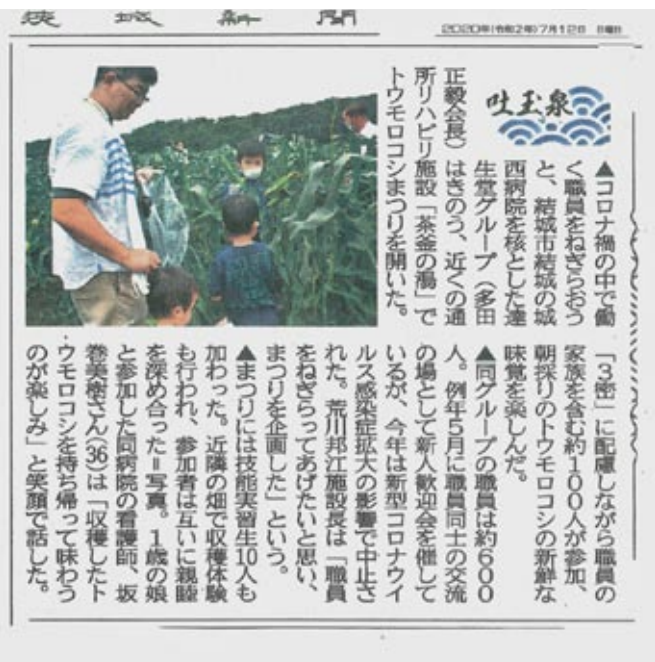 茨城新聞
2020年(令和2年)7月12日 日曜日
吐玉泉
▲コロナ禍の中で働
く職員をねぎらおう
と、結城市結城の城
西病院を核とした達
生堂グループ(多田
正毅会長)はきのう、近くの通
所リハビリ施設「茶釜の湯」で
トウモロコシまつりを開いた。
「3密」に配慮しながら職員の
家族を含む約100人が参加、
朝採りのトウモロコシの新鮮な
味覚を楽しんだ。
▲同グループの職員は約600
人。例年5月に職員同士の交流
の場として新人歓迎会を催して
いるが、今年は新型コロナウイ
ルス感染症拡大の影響で中止さ
れた。荒川邦江施設長は「職員
をねぎらってあげたいと思い、
まつりを企画した」という。
▲まつりには技能実習生10人も
加わった。近隣の畑で収穫体験
も行われ、参加者は互いに親睦
を深め合った=写真。1歳の娘
と参加した同病院の看護師、坂
巻美樹さん(36)は「収穫したト
ウモロコシを持ち帰って味わう
のが楽しみ」と笑顔で話した。